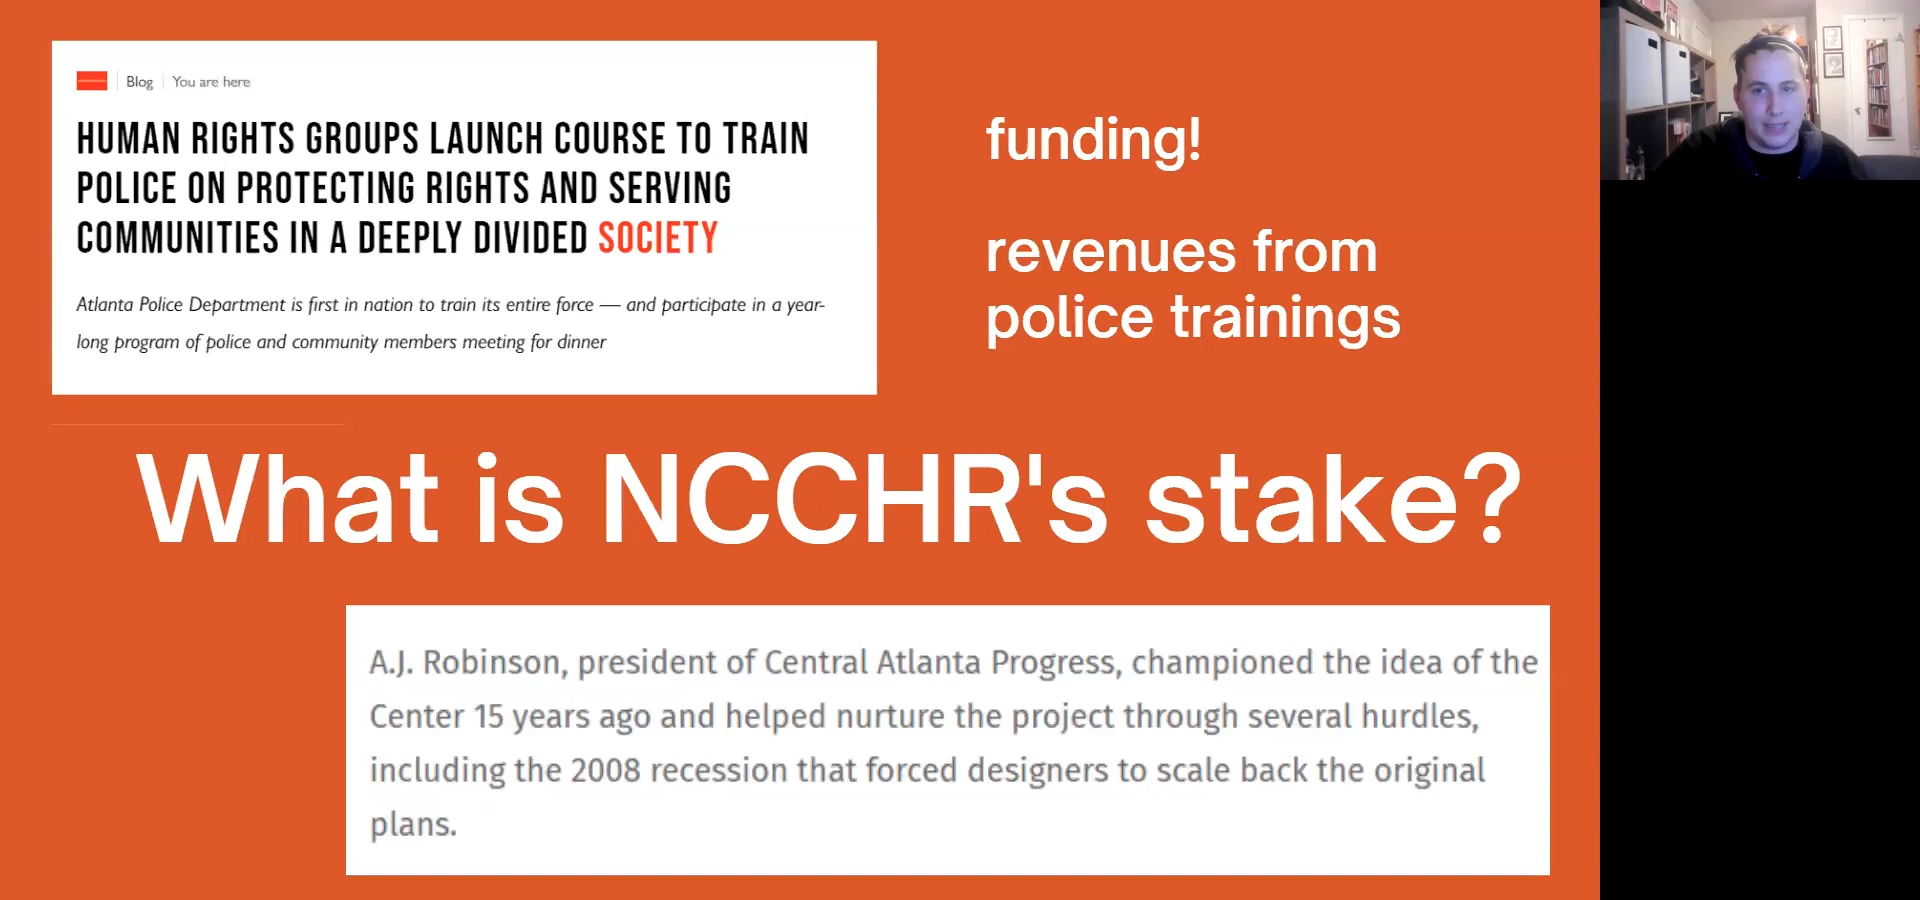 Blog You are here
HUMAN RIGHTS GROUPS LAUNCH COURSE TO TRAIN
POLICE ON PROTECTING RIGHTS AND SERVING
COMMUNITIES IN A DEEPLY DIVIDED SOCIETY
Atlanta Police Department is first in nation to train its entire force — and participate in a year-
long program of police and community members meeting for dinner
funding!
revenues from
police trainings
What is NCCHR's stake?
A.J. Robinson, president of Central Atlanta Progress, championed the idea of the
Center 15 years ago and helped nurture the project through several hurdles,
including the 2008 recession that forced designers to scale back the original
plans.